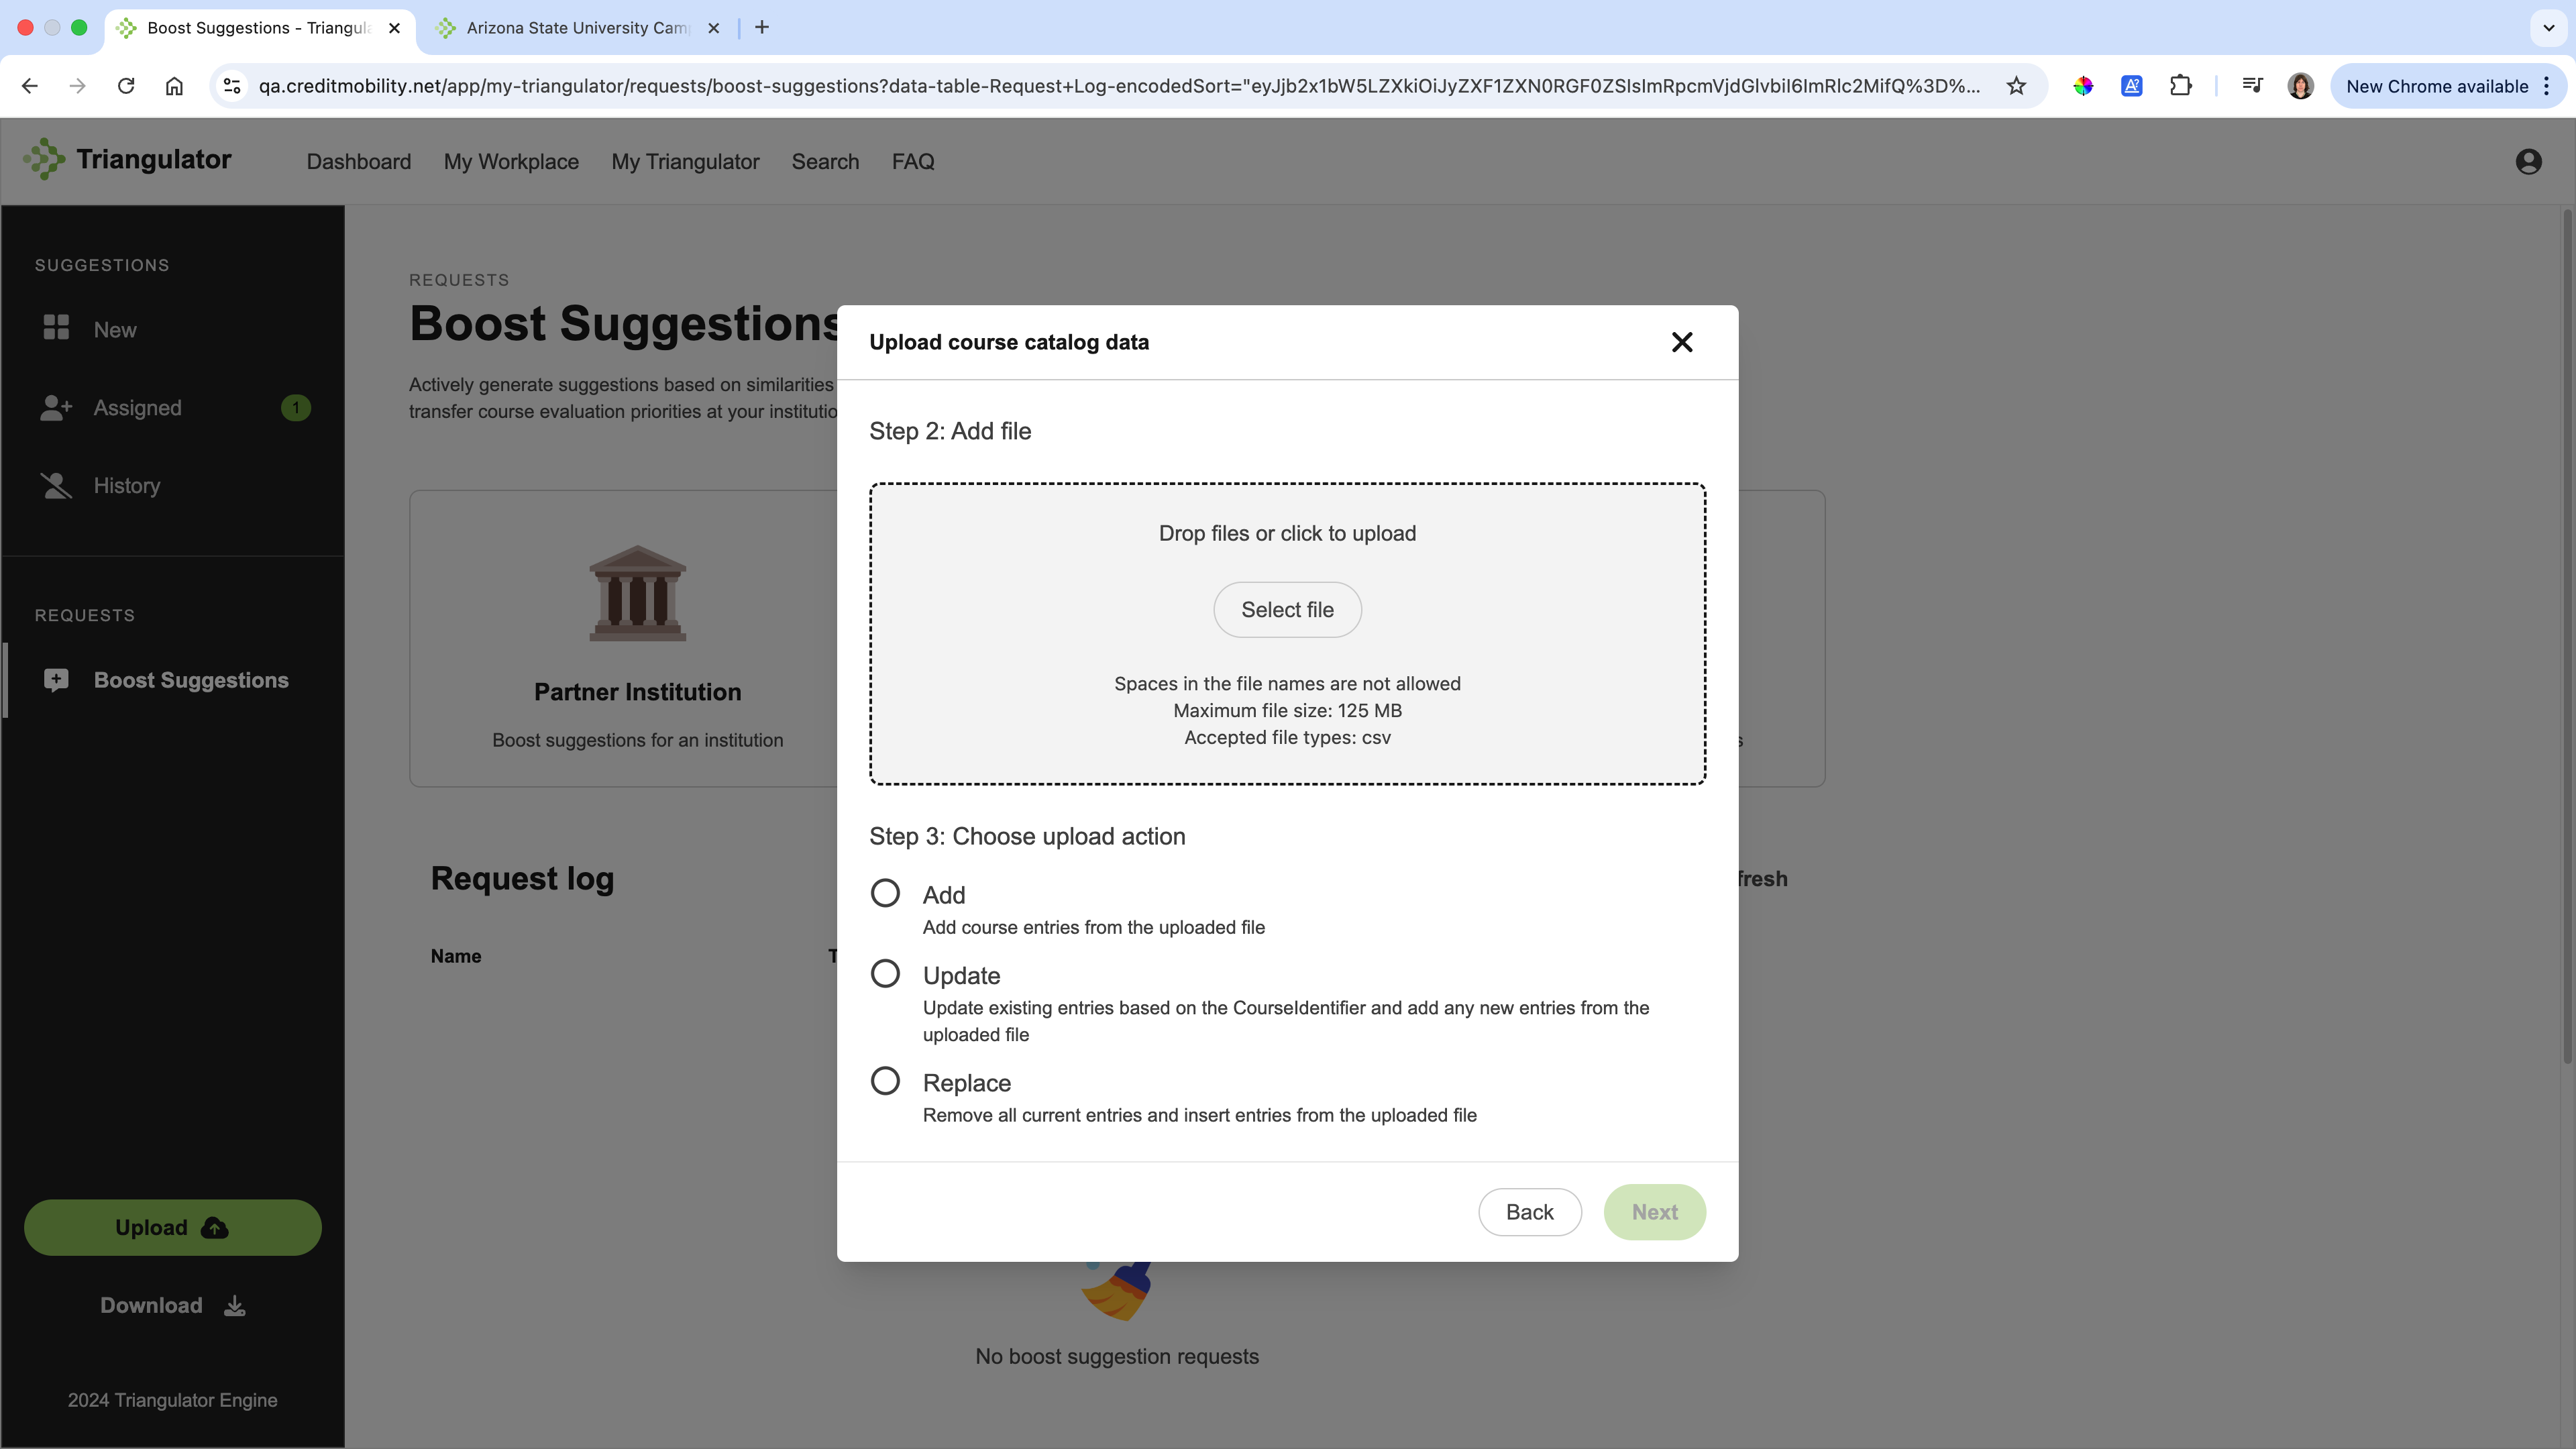 Boost Suggestions - Triangula
Arizona State University Cam
qa.creditmobility.net/app/my-triangulator/requests/boost-suggestions?data-table-Request+Log-encodedSort="eyJjb2x1bW5LZXkiOiJyZXF1ZXN0RGF0ZSIsImRpcmVjdGlvbiI6ImRlc2MifQ%3D%...
New Chrome available
Triangulator
Dashboard
My Workplace
My Triangulator
Search
FAQ
SUGGESTIONS
New
Assigned
1
History
REQUESTS
Boost Suggestions
Upload
Download
2024 Triangulator Engine
REQUESTS
Boost Suggestions
Actively generate suggestions based on similarities
transfer course evaluation priorities at your institutio
Partner Institution
Boost suggestions for an institution
s
Request log
fresh
Name
T
No boost suggestion requests
Upload course catalog data
Step 2: Add file
Drop files or click to upload
Select file
Spaces in the file names are not allowed
Maximum file size: 125 MB
Accepted file types: csv
Step 3: Choose upload action
Add
Add course entries from the uploaded file
Update
Update existing entries based on the CourseIdentifier and add any new entries from the
uploaded file
Replace
Remove all current entries and insert entries from the uploaded file
Back
Next